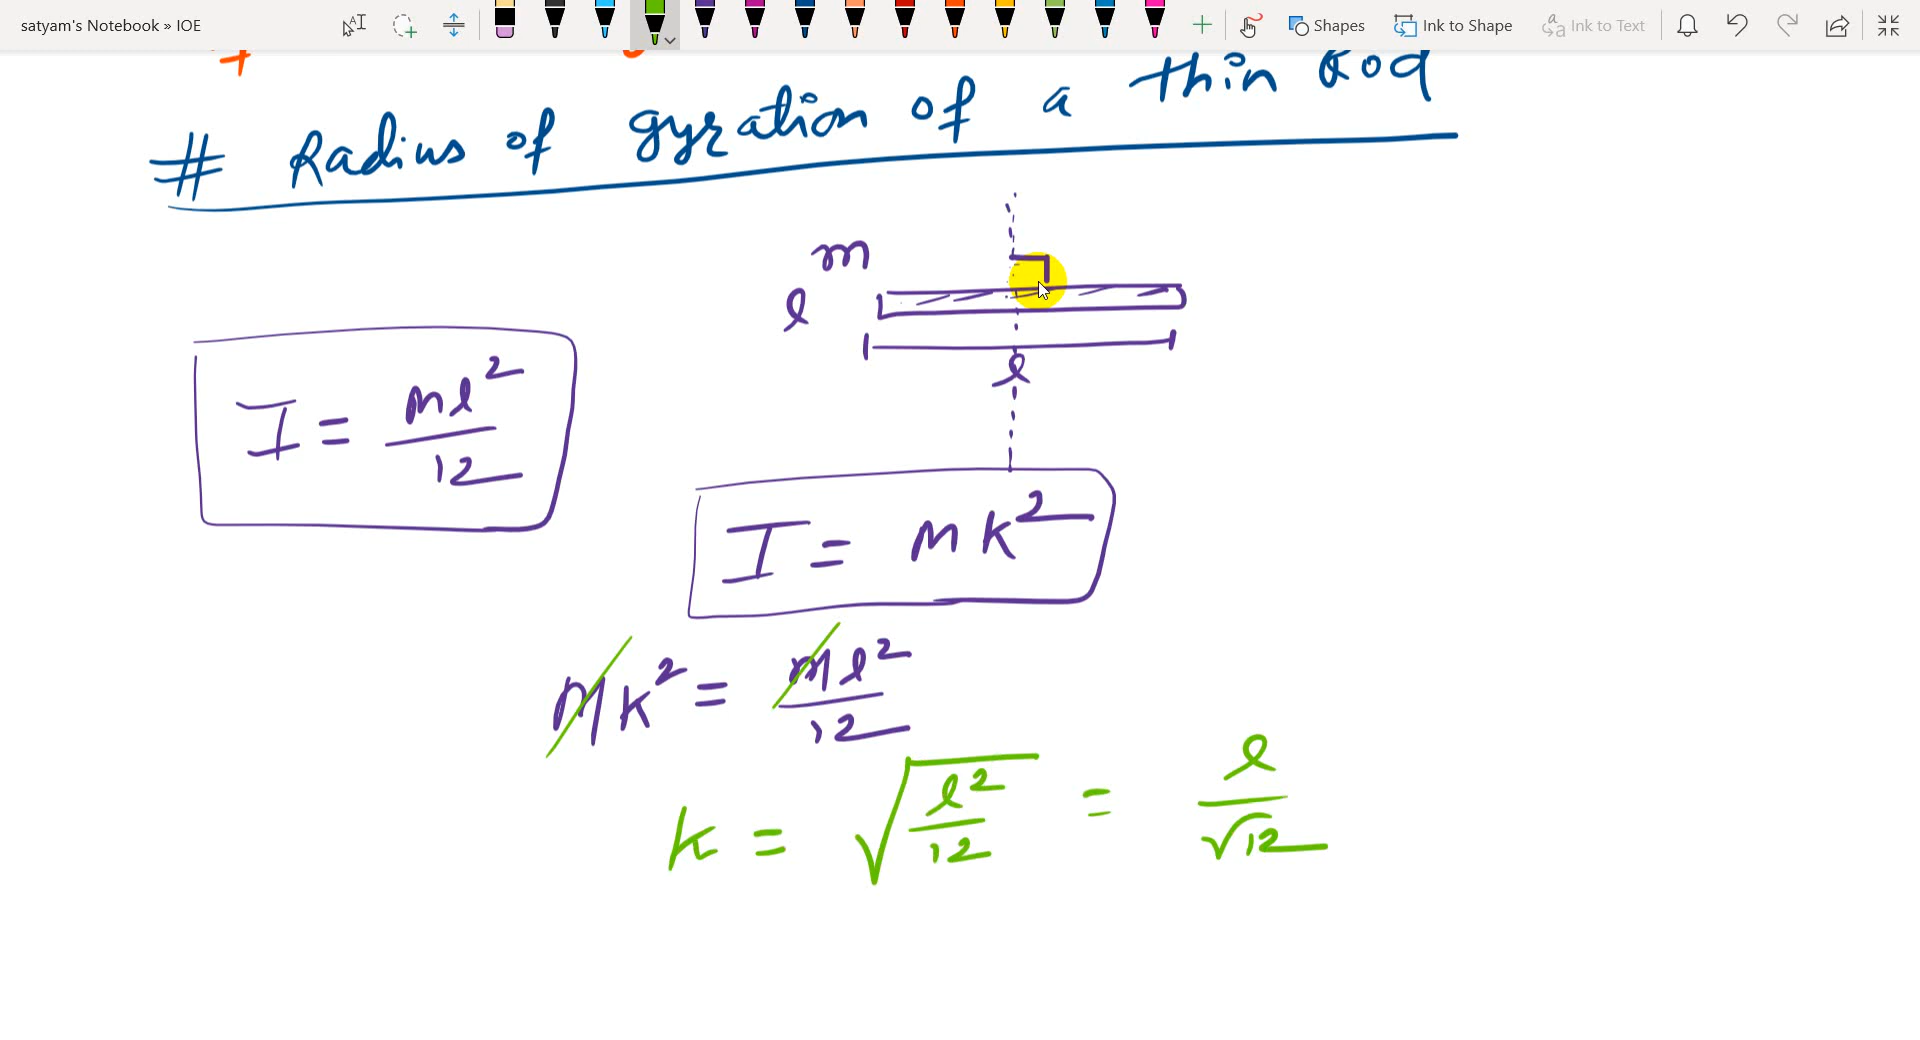 satyam's Notebook » IOE
Shapes
Ink to Shape
Ink to Text
# Radius of gyration of a thin Rod
m
l
l
I = ml²/12
I = mk²
mk² = ml²/12
k = √(l²/12) = l/√12